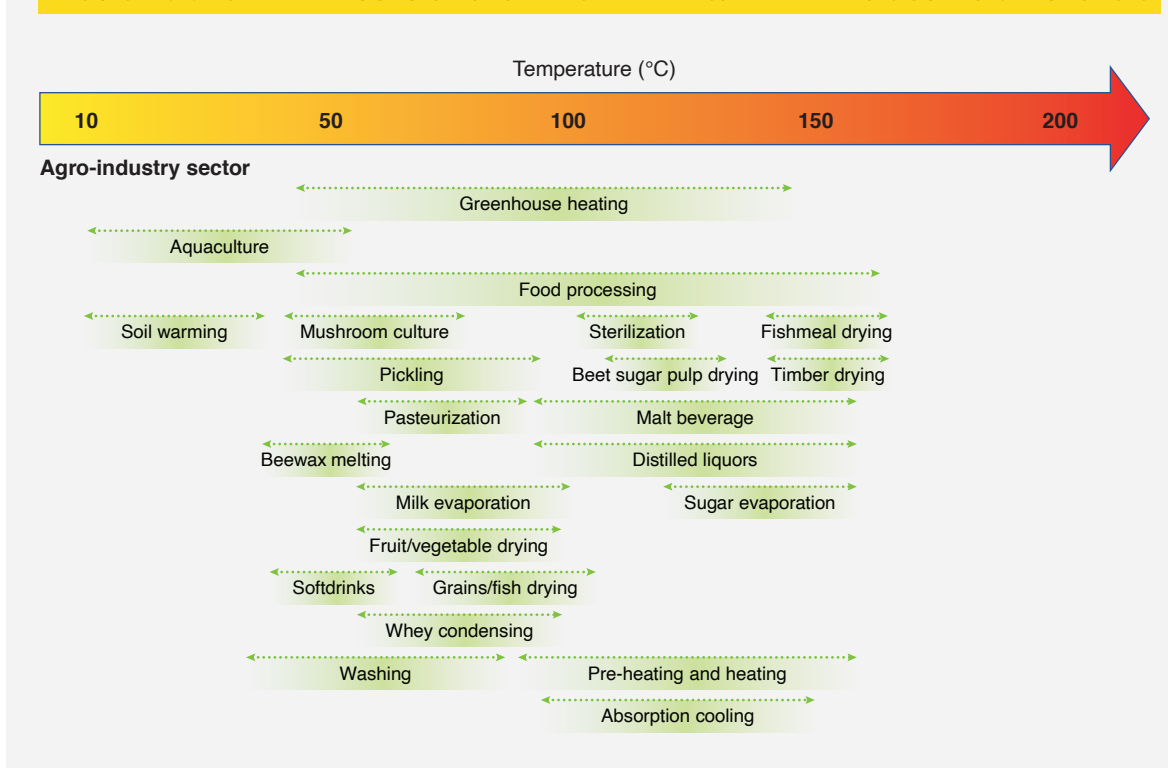 Temperature (°C)
10 50 100 150 200
Agro-industry sector
Greenhouse heating
Aquaculture
Food processing
Soil warming Mushroom culture Sterilization Fishmeal drying
Pickling Beet sugar pulp drying Timber drying
Pasteurization Malt beverage
Beewax melting Distilled liquors
Milk evaporation Sugar evaporation
Fruit/vegetable drying
Softdrinks Grains/fish drying
Whey condensing
Washing Pre-heating and heating
Absorption cooling